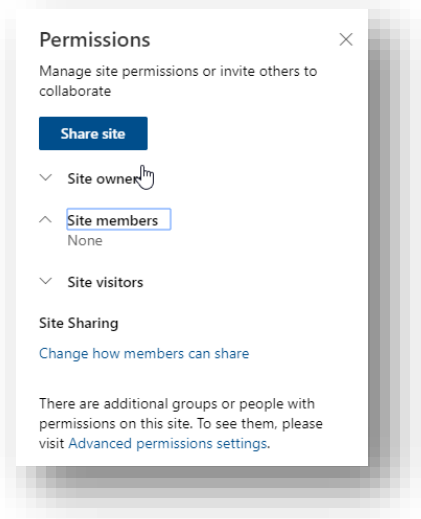 Permissions
Manage site permissions or invite others to
collaborate
Share site
Site owner
Site members
None
Site visitors
Site Sharing
Change how members can share
There are additional groups or people with
permissions on this site. To see them, please
visit Advanced permissions settings.